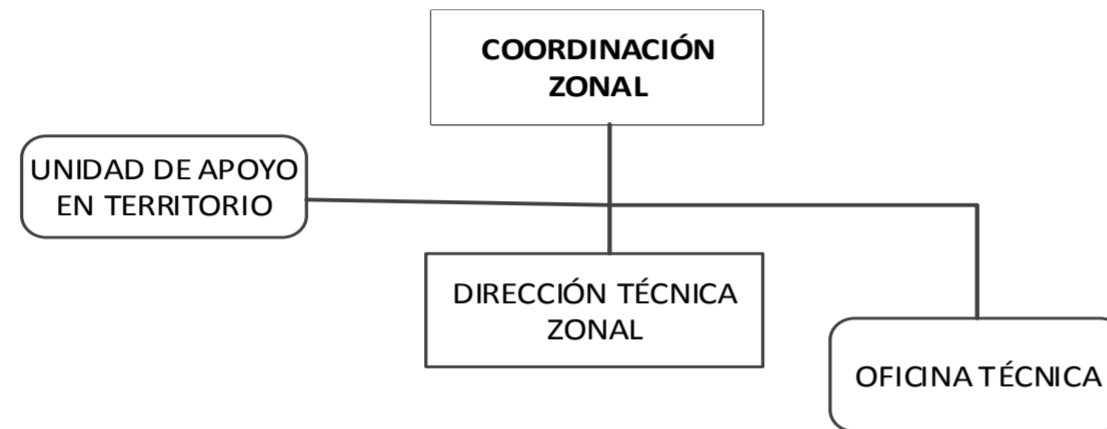 COORDINACIÓN
ZONAL
UNIDAD DE APOYO
EN TERRITORIO
DIRECCIÓN TÉCNICA
ZONAL
OFICINA TÉCNICA